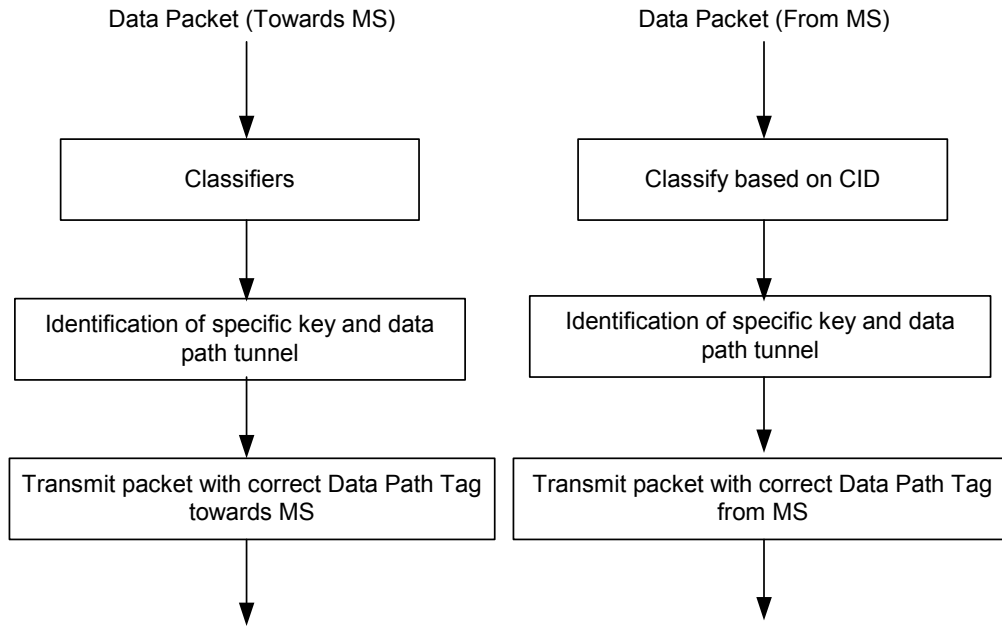 Data Packet (Towards MS)
Classifiers
Identification of specific key and data
path tunnel
Transmit packet with correct Data Path Tag
towards MS
Data Packet (From MS)
Classify based on CID
Identification of specific key and data
path tunnel
Transmit packet with correct Data Path Tag
from MS